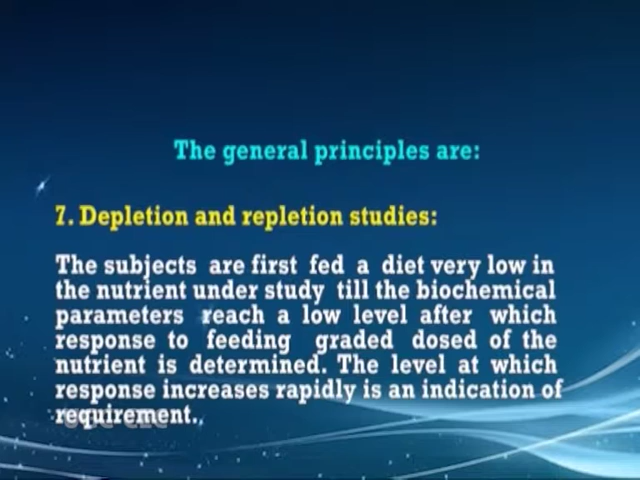 The general principles are:
7. Depletion and repletion studies:
The subjects are first fed a diet very low in
the nutrient under study till the biochemical
parameters reach a low level after which
response to feeding graded dosed of the
nutrient is determined. The level at which
response increases rapidly is an indication of
requirement.